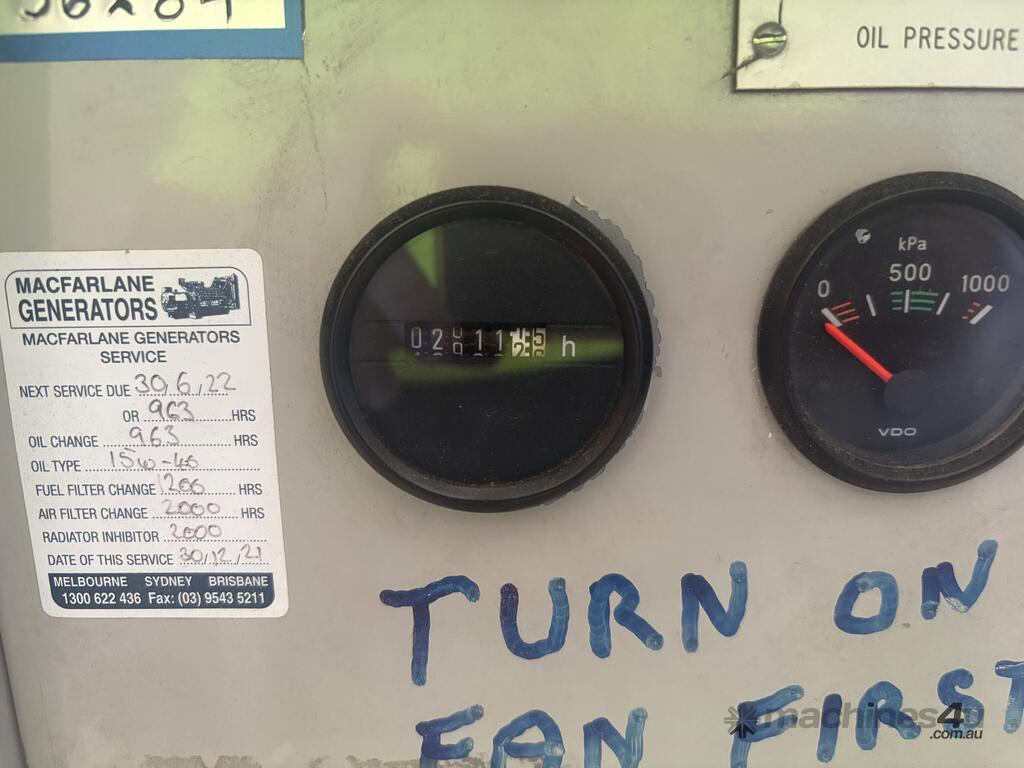 OIL PRESSURE
MACFARLANE
GENERATORS
MACFARLANE GENERATORS
SERVICE
NEXT SERVICE DUE 30,6,22
OR 963 HRS
OIL CHANGE 963 HRS
OIL TYPE 15w-40
FUEL FILTER CHANGE 1200 HRS
AIR FILTER CHANGE 2000 HRS
RADIATOR INHIBITOR 2000
DATE OF THIS SERVICE 30,12,21
MELBOURNE SYDNEY BRISBANE
1300 622 436 Fax: (03) 9543 5211
h
kPa
0 500 1000
VDO
TURN ON
FAN FIRST
machines4u
.com.au